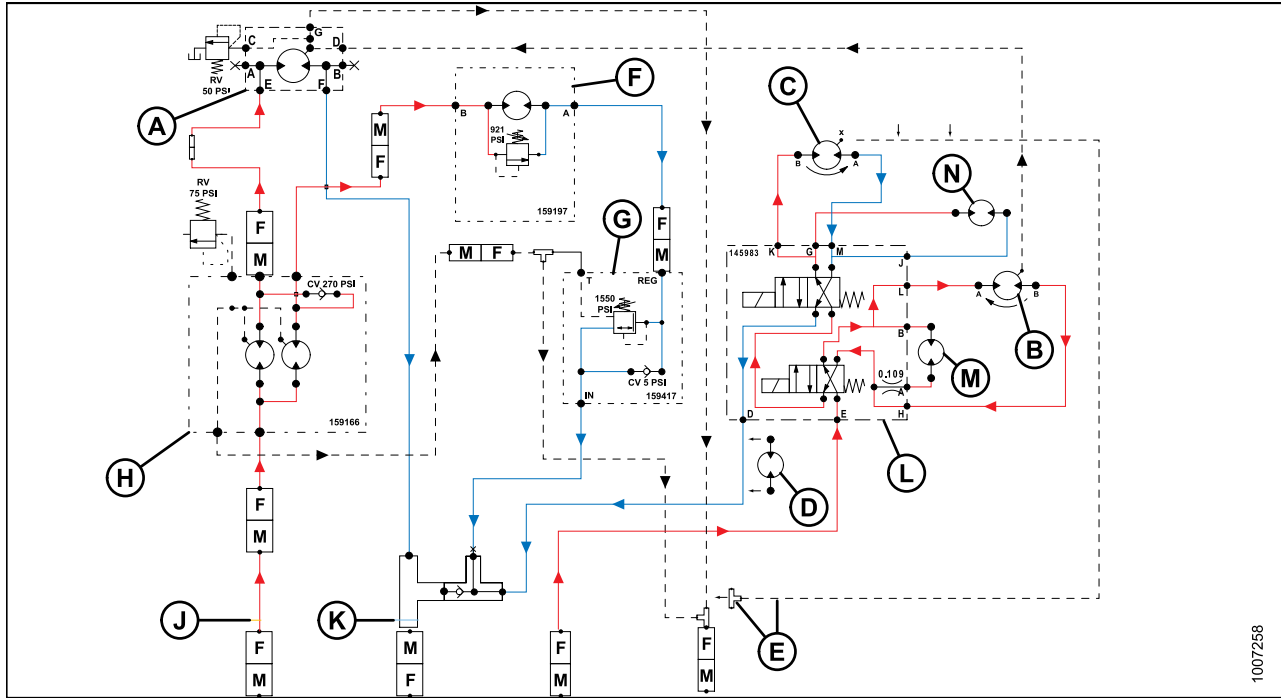 G
C
D
A
B
E
F
RV
50 PSI
A
M
F
B
A
921
PSI
159197
F
C
x
B
A
N
RV
75 PSI
F
M
F
M
G
M
F
T
REG
1550
PSI
CV 5 PSI
159417
IN
145983
K
G
M
J
L
B
0.109
A
H
D
E
A
B
M
B
L
D
CV 270 PSI
159166
H
F
M
J
K
E
F
M
M
F
F
M
F
M
1007258